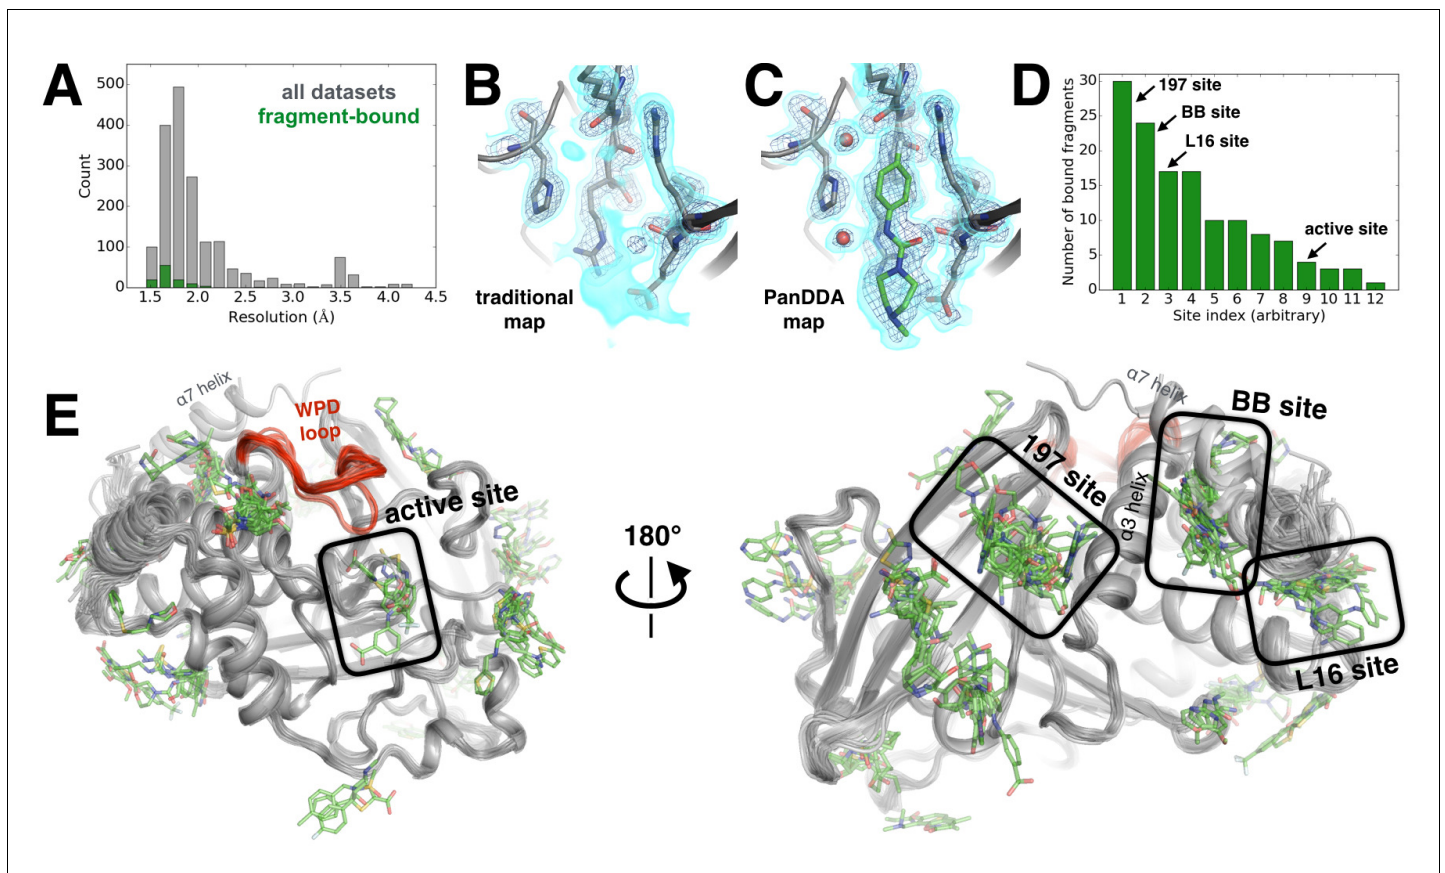 A
500
400
300
200
100
0
Count
all datasets
fragment-bound
1.5
2.0
2.5
3.0
3.5
4.0
4.5
Resolution (Å)
B
traditional
map
C
PanDDA
map
D
30
25
20
15
10
5
0
Number of bound fragments
197 site
BB site
L16 site
active site
1 2 3 4 5 6 7 8 9 10 11 12
Site index (arbitrary)
E
α7 helix
WPD
loop
active site
180°
α7 helix
197 site
α3 helix
BB site
L16 site